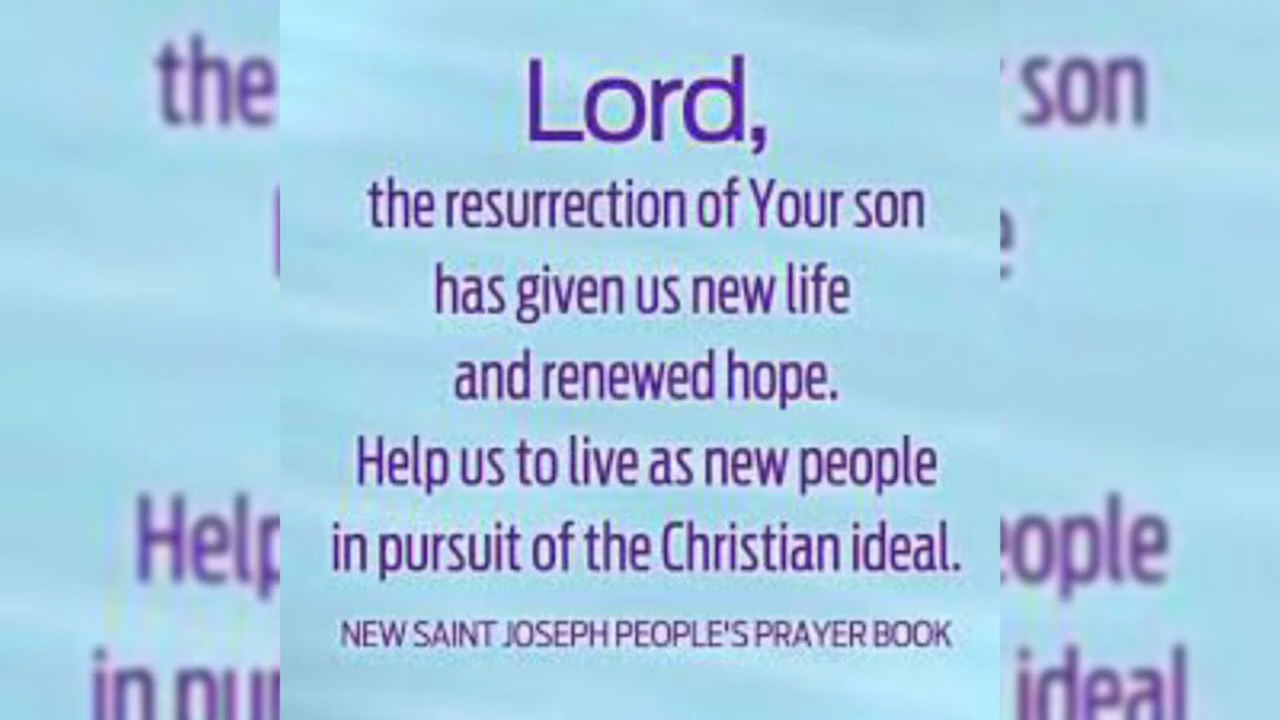 Lord,
the resurrection of Your son
has given us new life
and renewed hope.
Help us to live as new people
in pursuit of the Christian ideal.
NEW SAINT JOSEPH PEOPLE'S PRAYER BOOK